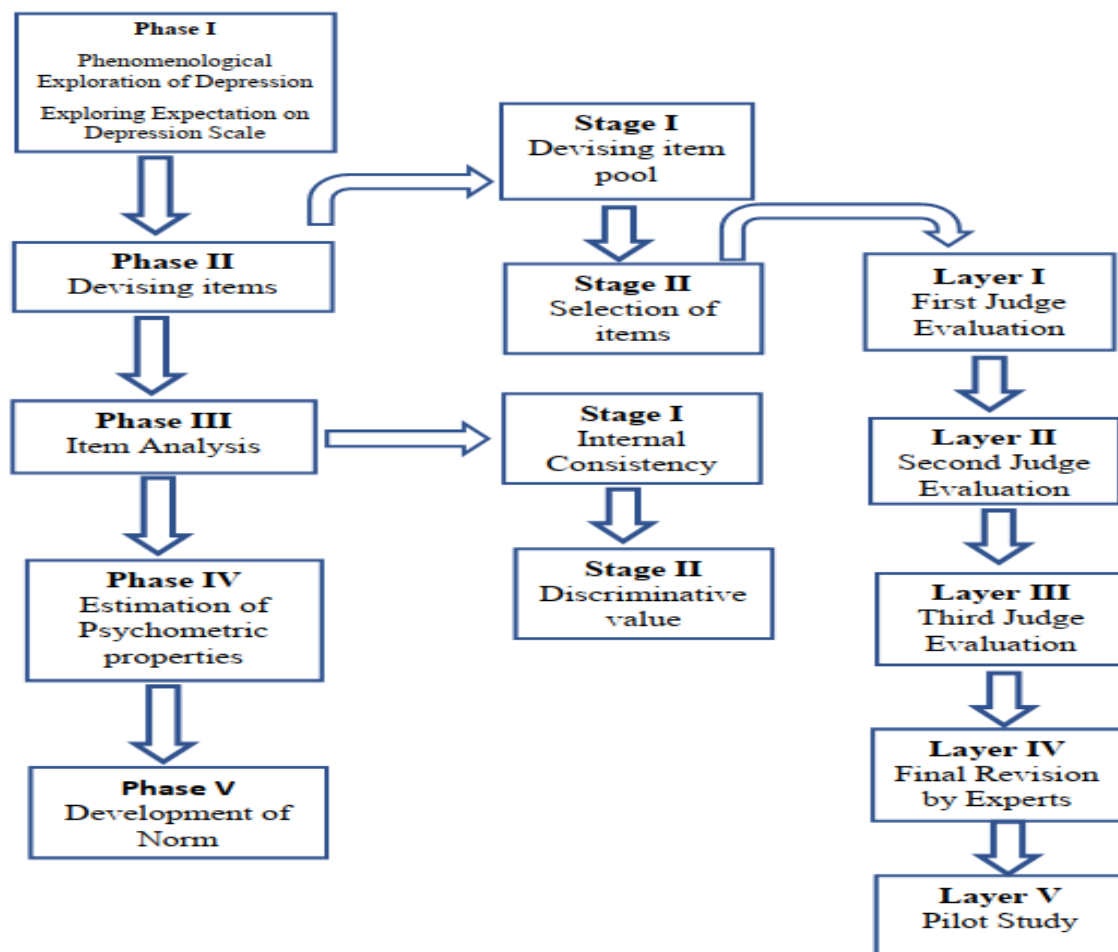 Phase I
Phenomenological
Exploration of Depression
Exploring Expectation on
Depression Scale
Phase II
Devising items
Phase III
Item Analysis
Phase IV
Estimation of
Psychometric
properties
Phase V
Development of
Norm
Stage I
Devising item
pool
Stage II
Selection of
items
Stage I
Internal
Consistency
Stage II
Discriminative
value
Layer I
First Judge
Evaluation
Layer II
Second Judge
Evaluation
Layer III
Third Judge
Evaluation
Layer IV
Final Revision
by Experts
Layer V
Pilot Study